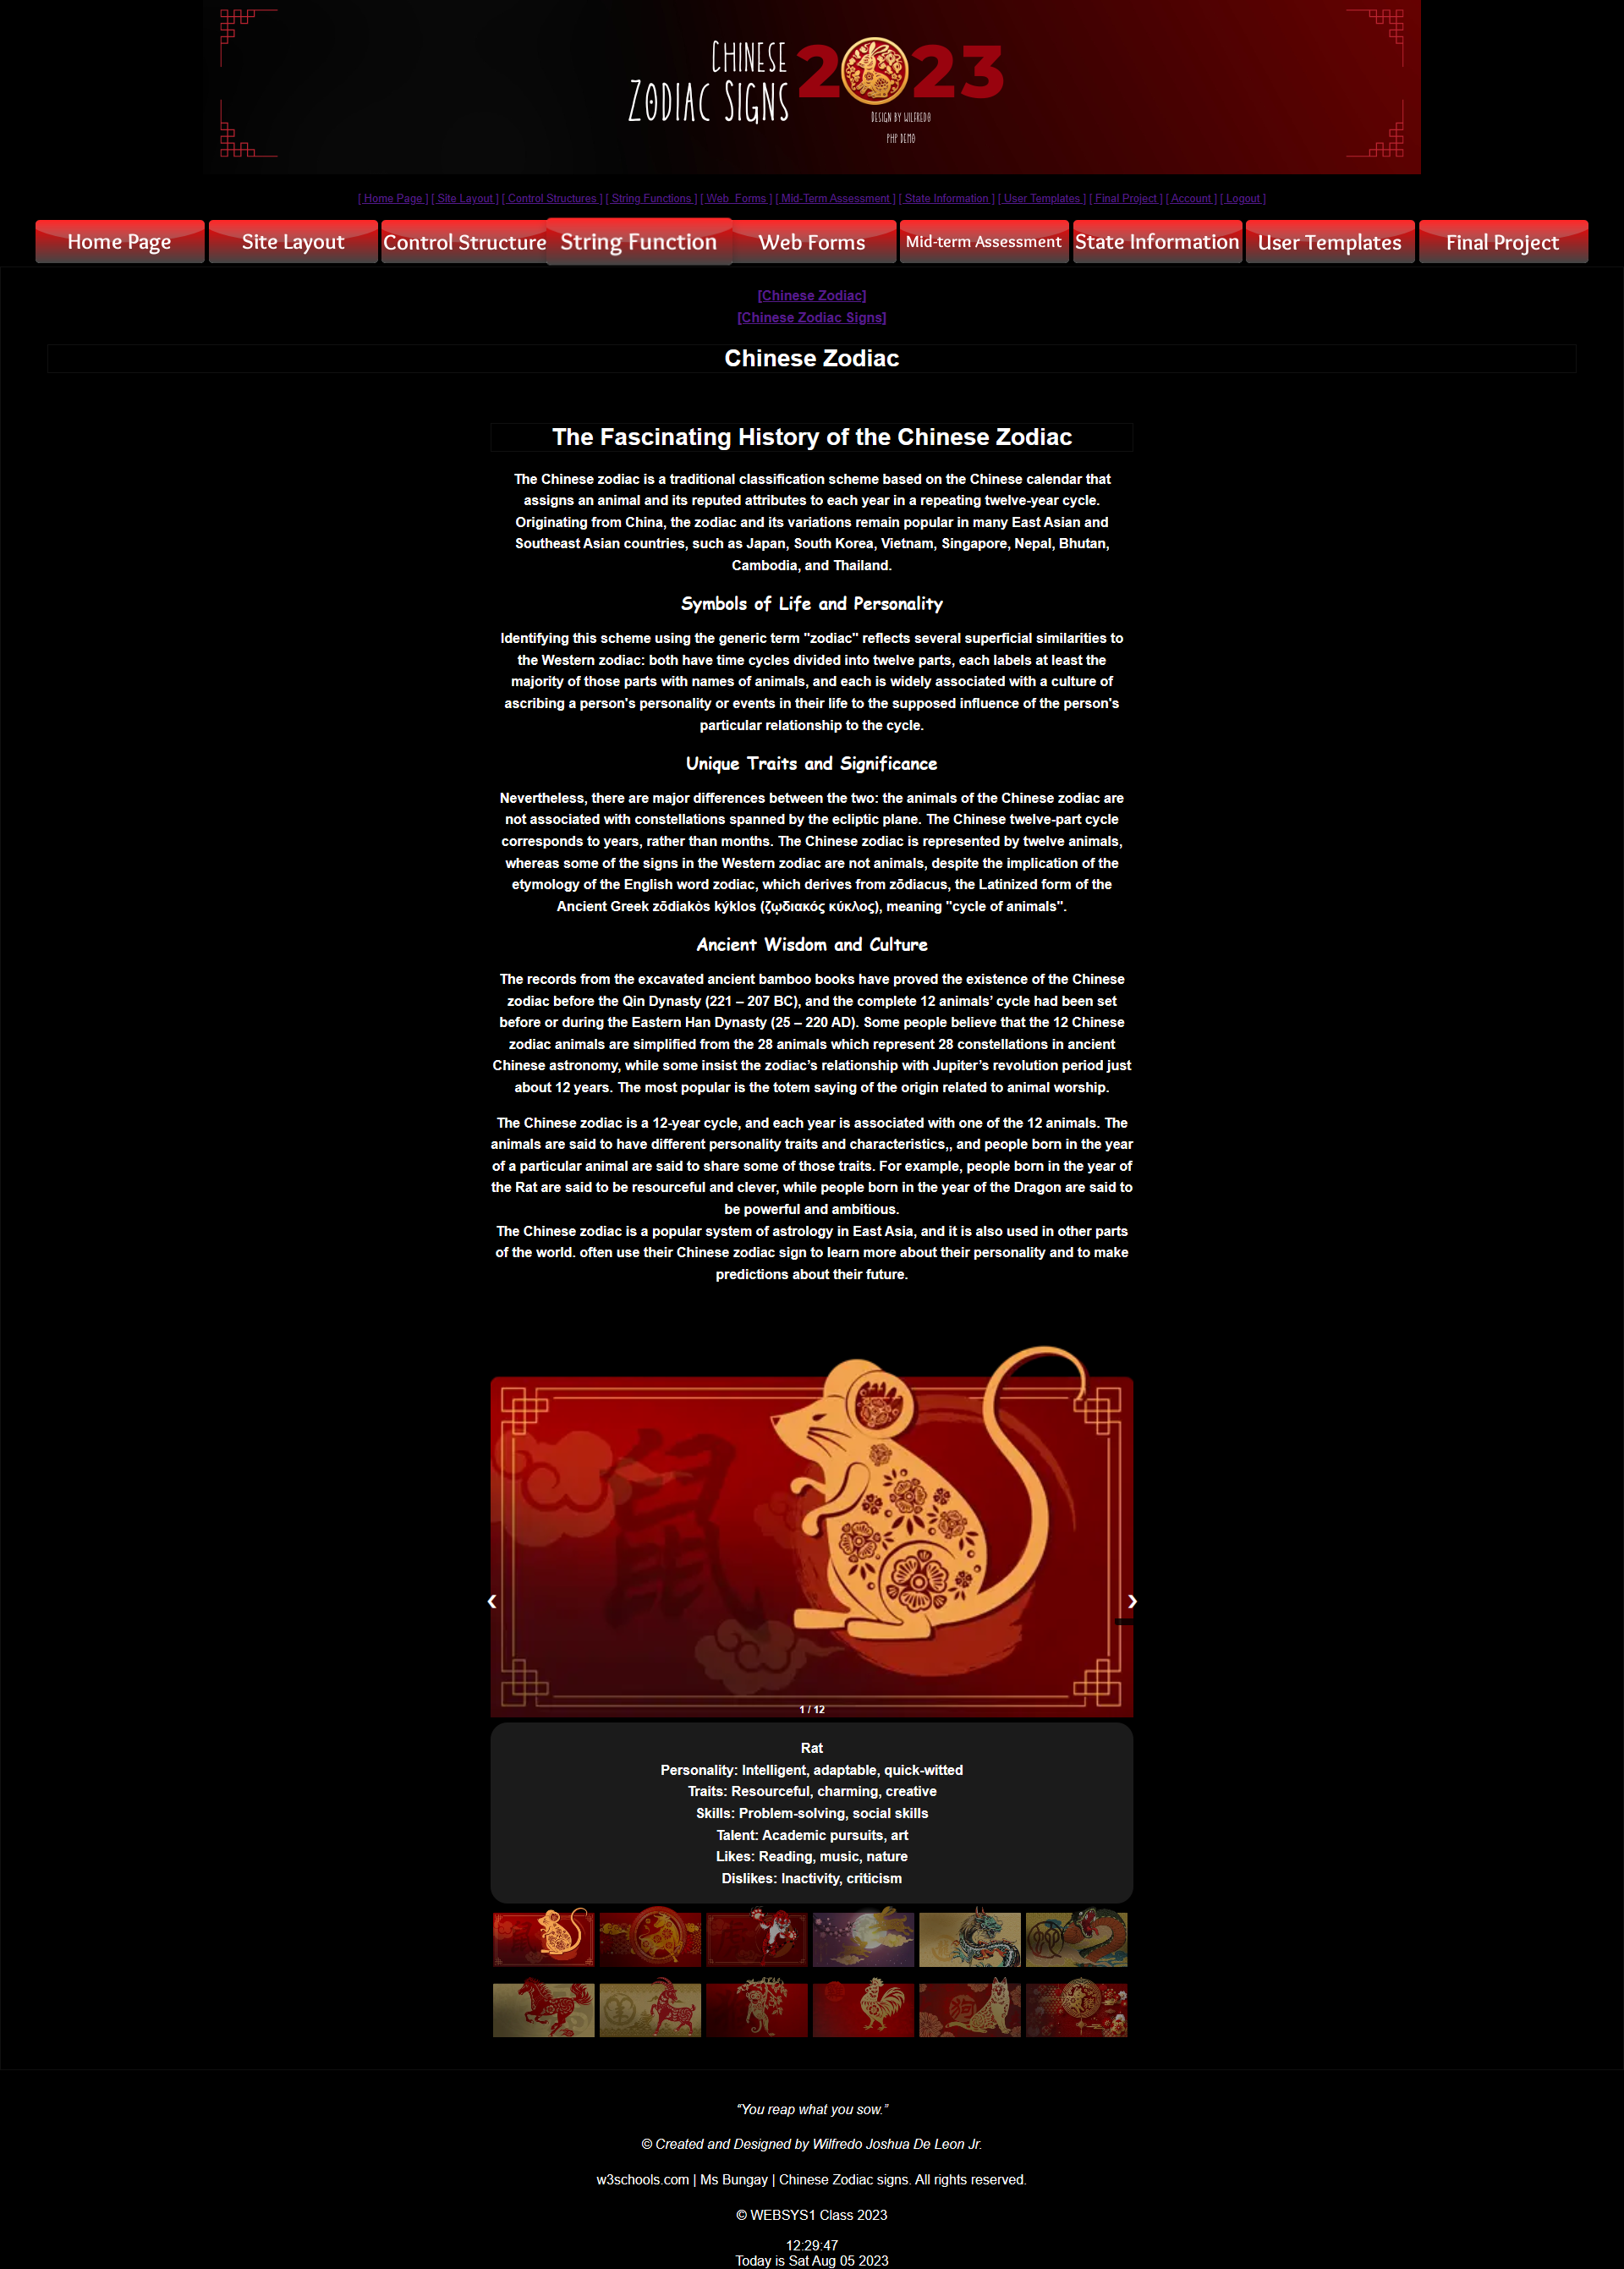 CHINESE
ZODIAC SIGNS
2023
DESIGN BY WILFREDO
PHP DEMO
[ Home Page ] [ Site Layout ] [ Control Structures ] [ String Functions ] [ Web  Forms ] [ Mid-Term Assessment ] [ State Information ] [ User Templates ] [ Final Project ] [ Account ] [ Logout ]
Home Page Site Layout Control Structure String Function Web Forms Mid-term Assessment State Information User Templates Final Project
[Chinese Zodiac]
[Chinese Zodiac Signs]
Chinese Zodiac
The Fascinating History of the Chinese Zodiac
The Chinese zodiac is a traditional classification scheme based on the Chinese calendar that
assigns an animal and its reputed attributes to each year in a repeating twelve-year cycle.
Originating from China, the zodiac and its variations remain popular in many East Asian and
Southeast Asian countries, such as Japan, South Korea, Vietnam, Singapore, Nepal, Bhutan,
Cambodia, and Thailand.
Symbols of Life and Personality
Identifying this scheme using the generic term "zodiac" reflects several superficial similarities to
the Western zodiac: both have time cycles divided into twelve parts, each labels at least the
majority of those parts with names of animals, and each is widely associated with a culture of
ascribing a person's personality or events in their life to the supposed influence of the person's
particular relationship to the cycle.
Unique Traits and Significance
Nevertheless, there are major differences between the two: the animals of the Chinese zodiac are
not associated with constellations spanned by the ecliptic plane. The Chinese twelve-part cycle
corresponds to years, rather than months. The Chinese zodiac is represented by twelve animals,
whereas some of the signs in the Western zodiac are not animals, despite the implication of the
etymology of the English word zodiac, which derives from zōdiacus, the Latinized form of the
Ancient Greek zōdiakòs kýklos (ζῳδιακός κύκλος), meaning "cycle of animals".
Ancient Wisdom and Culture
The records from the excavated ancient bamboo books have proved the existence of the Chinese
zodiac before the Qin Dynasty (221 – 207 BC), and the complete 12 animals’ cycle had been set
before or during the Eastern Han Dynasty (25 – 220 AD). Some people believe that the 12 Chinese
zodiac animals are simplified from the 28 animals which represent 28 constellations in ancient
Chinese astronomy, while some insist the zodiac’s relationship with Jupiter’s revolution period just
about 12 years. The most popular is the totem saying of the origin related to animal worship.
The Chinese zodiac is a 12-year cycle, and each year is associated with one of the 12 animals. The
animals are said to have different personality traits and characteristics,, and people born in the year
of a particular animal are said to share some of those traits. For example, people born in the year of
the Rat are said to be resourceful and clever, while people born in the year of the Dragon are said to
be powerful and ambitious.
The Chinese zodiac is a popular system of astrology in East Asia, and it is also used in other parts
of the world. often use their Chinese zodiac sign to learn more about their personality and to make
predictions about their future.
鼠
❮ ❯
1 / 12
Rat
Personality: Intelligent, adaptable, quick-witted
Traits: Resourceful, charming, creative
Skills: Problem-solving, social skills
Talent: Academic pursuits, art
Likes: Reading, music, nature
Dislikes: Inactivity, criticism
狗
“You reap what you sow.”
© Created and Designed by Wilfredo Joshua De Leon Jr.
w3schools.com | Ms Bungay | Chinese Zodiac signs. All rights reserved.
© WEBSYS1 Class 2023
12:29:47
Today is Sat Aug 05 2023